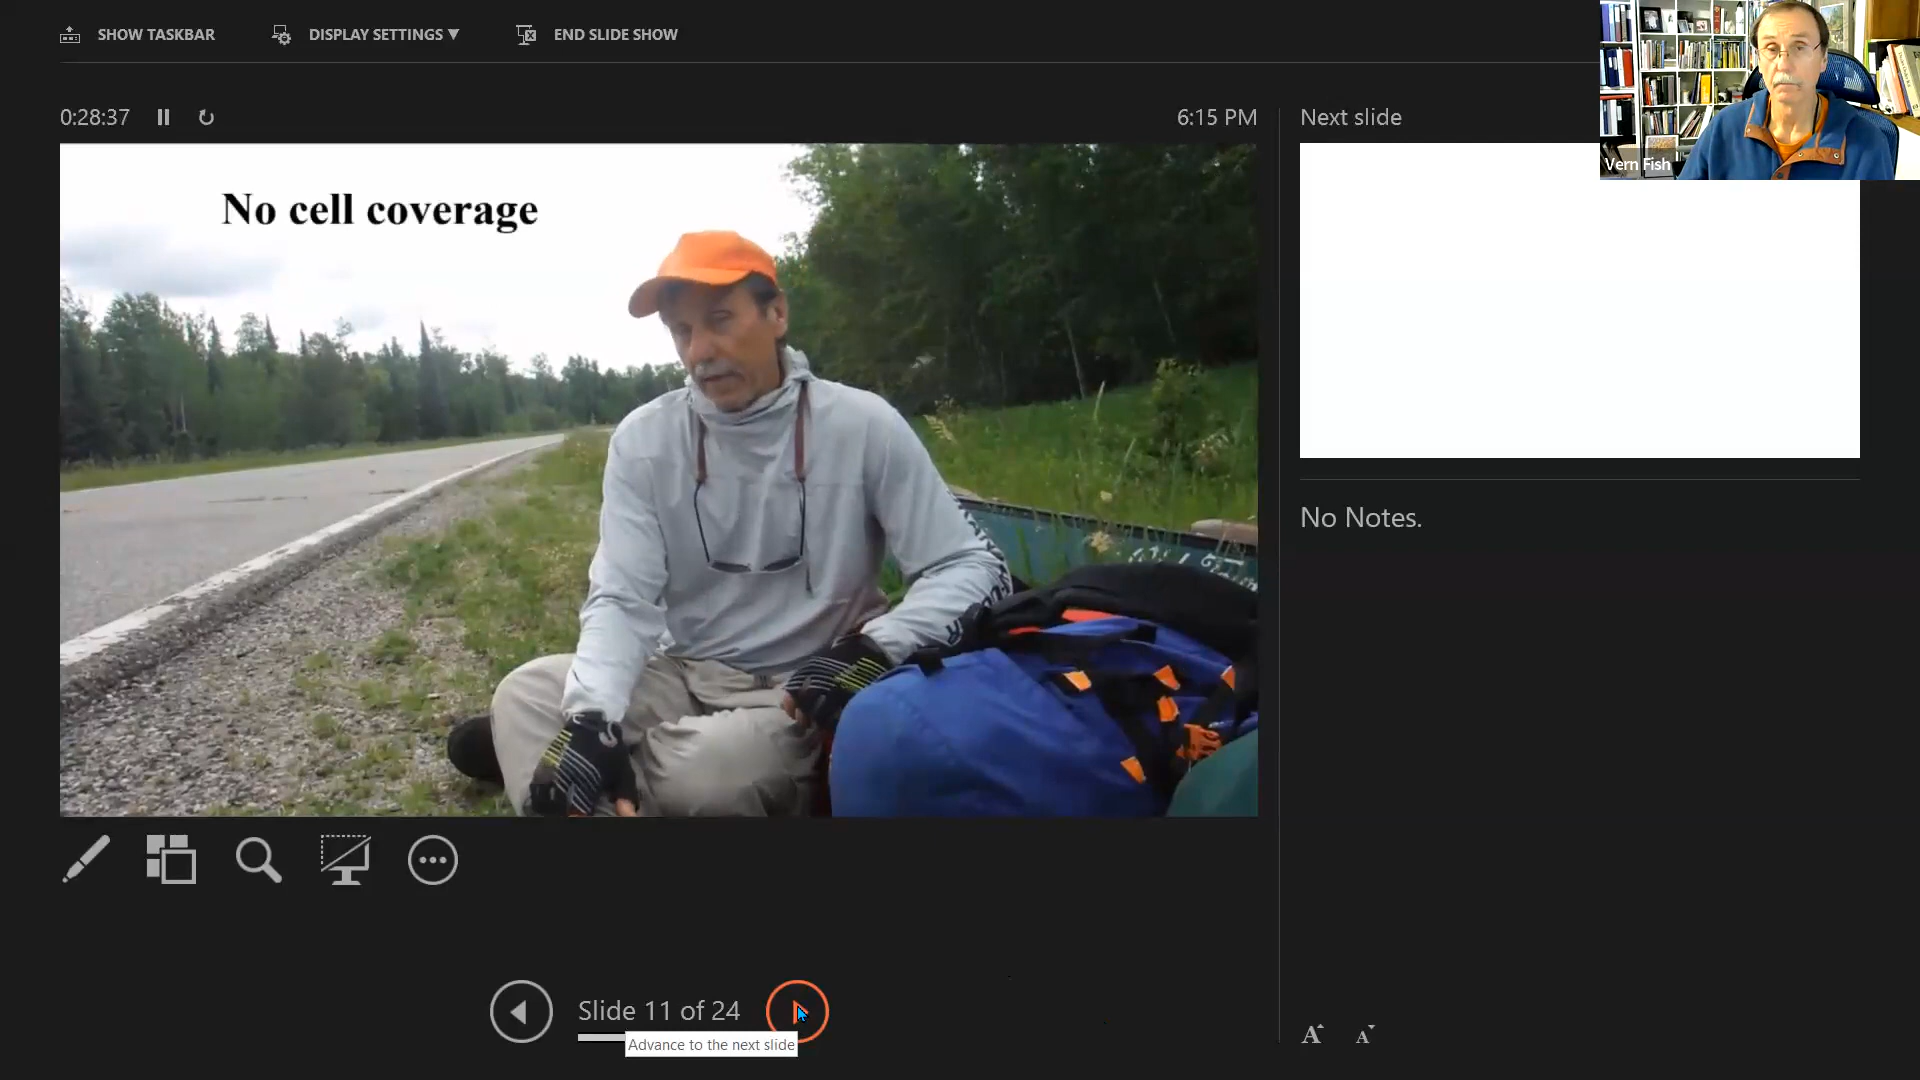 SHOW TASKBAR
DISPLAY SETTINGS ▼
END SLIDE SHOW
0:28:37
6:15 PM
Next slide
Vern Fish
No cell coverage
No Notes.
Slide 11 of 24
Advance to the next slide
A
A